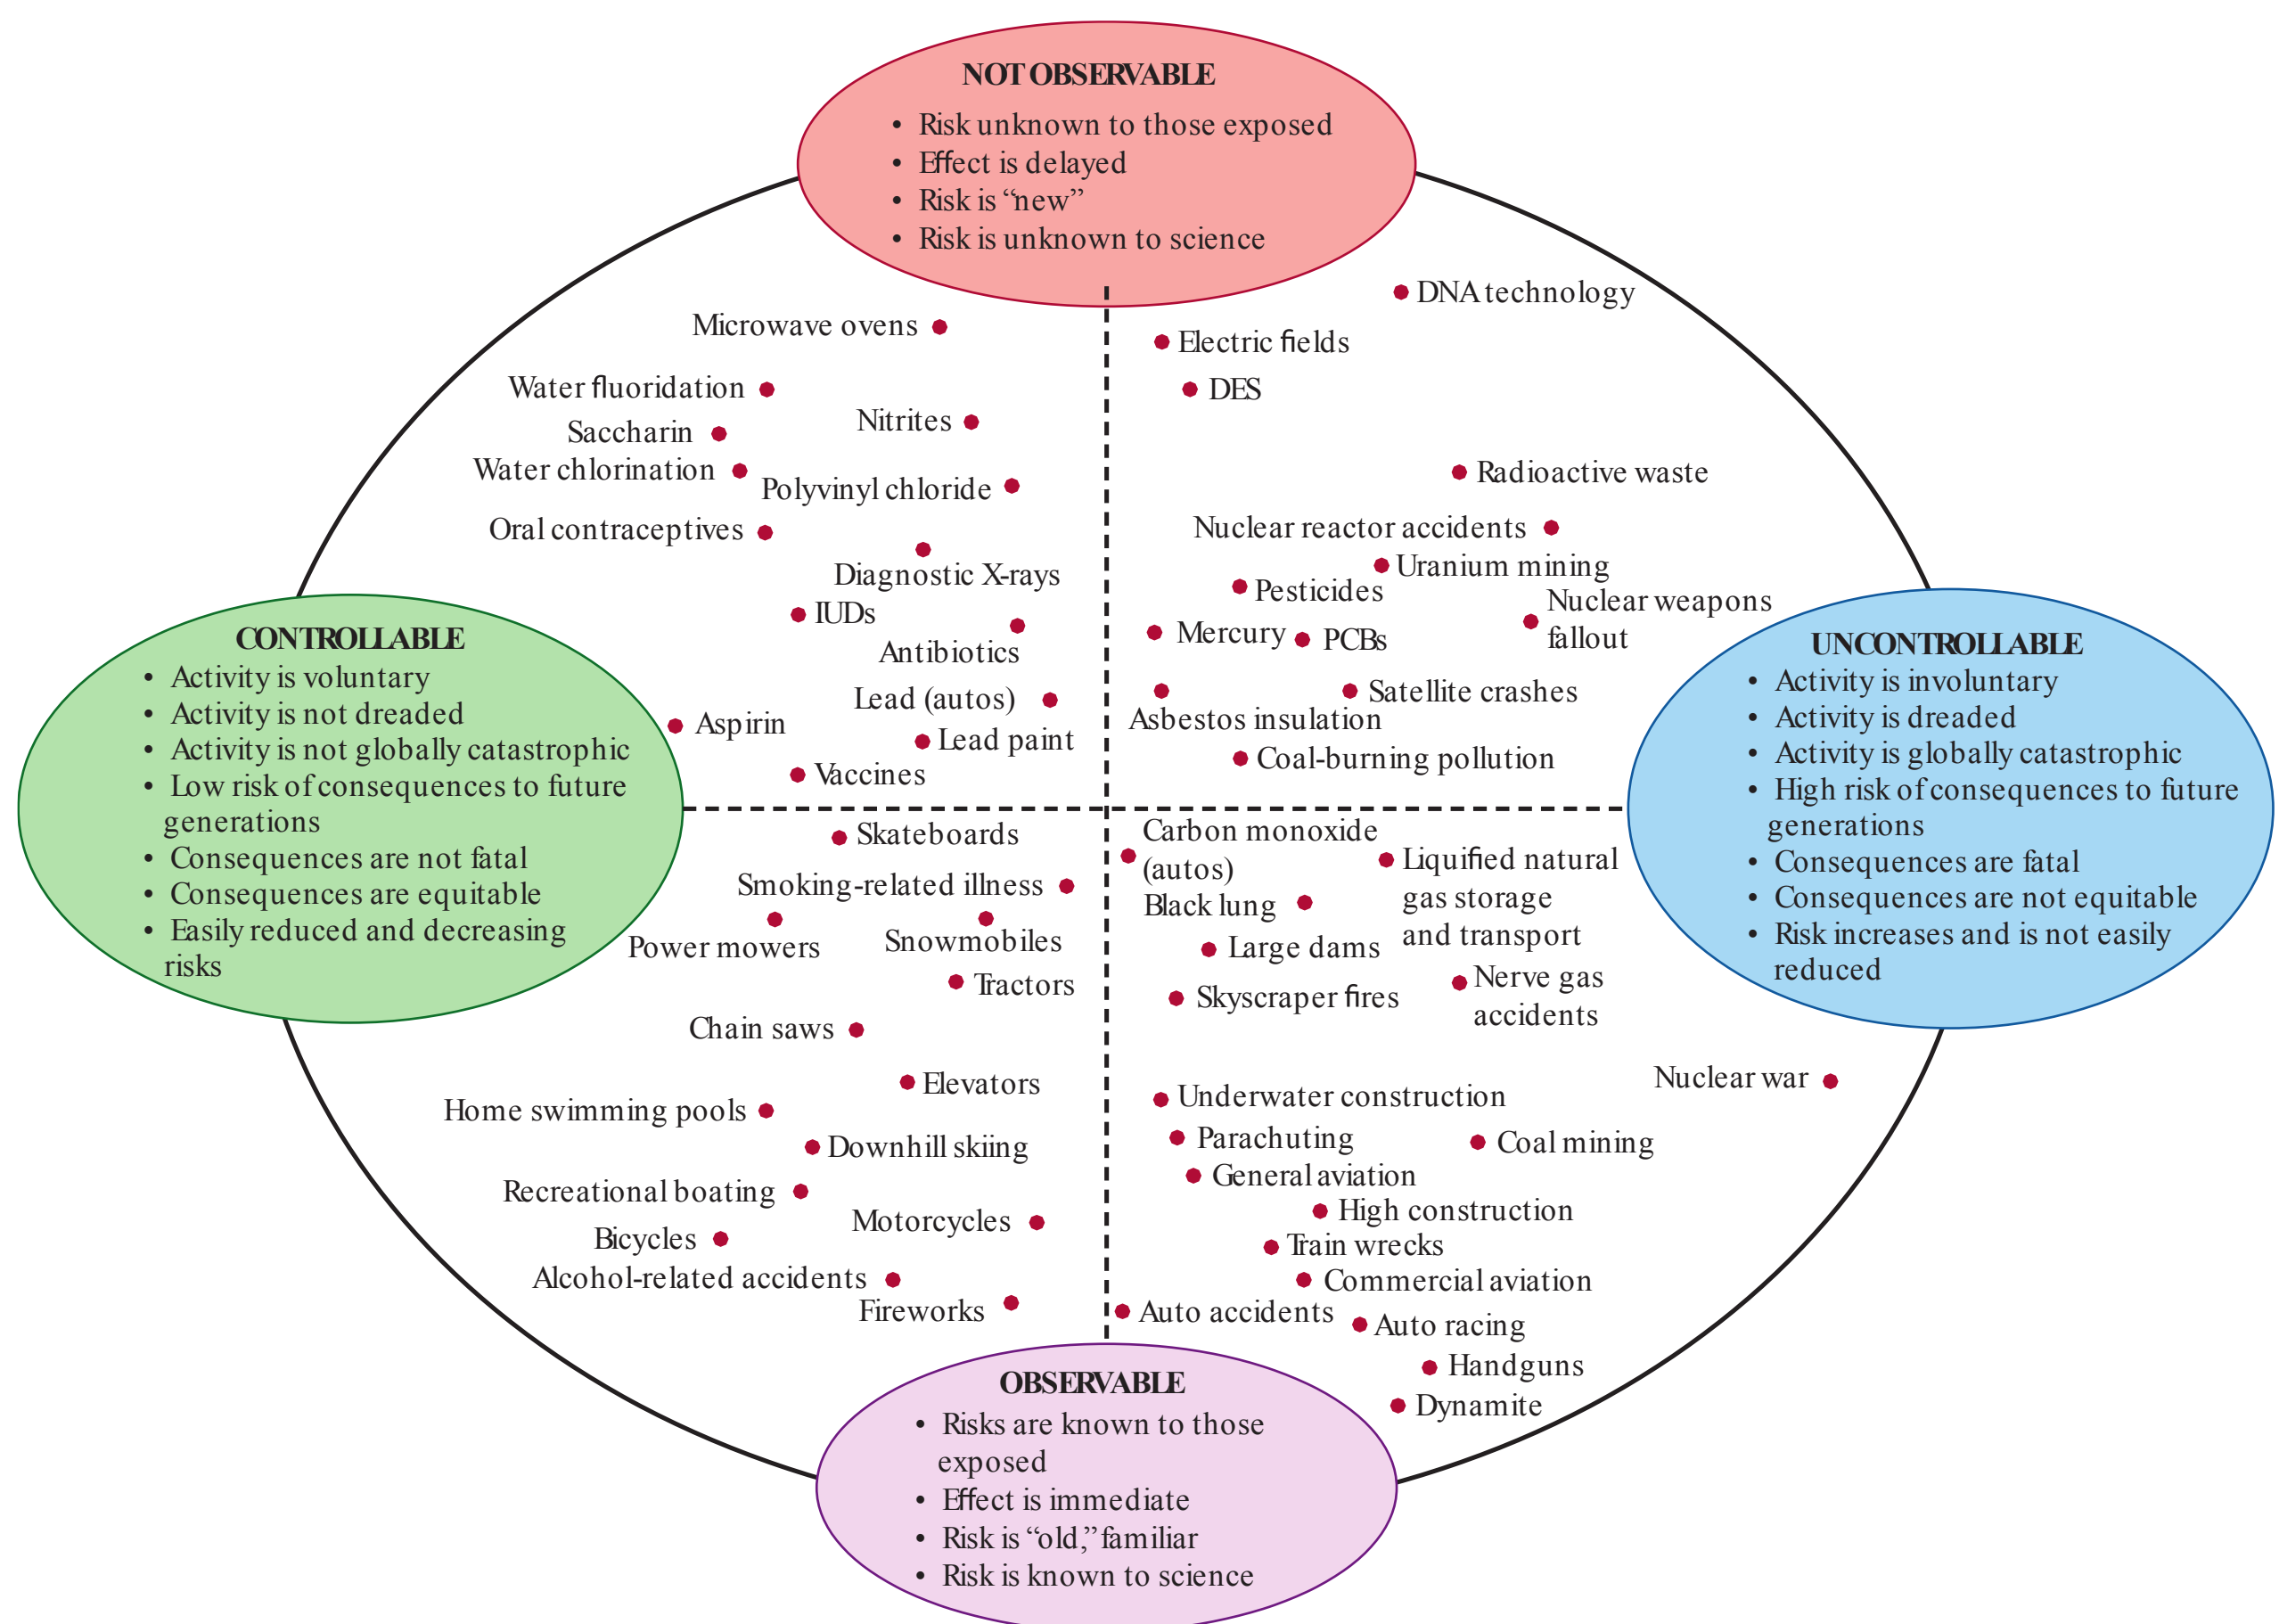 NOT OBSERVABLE
• Risk unknown to those exposed
• Effect is delayed
• Risk is “new”
• Risk is unknown to science
DNA technology
Microwave ovens
Electric fields
Water fluoridation
DES
Nitrites
Saccharin
Water chlorination
Radioactive waste
Polyvinyl chloride
Oral contraceptives
Nuclear reactor accidents
Diagnostic X-rays
Uranium mining
Pesticides
Nuclear weapons
fallout
IUDs
Mercury
PCBs
Antibiotics
Lead (autos)
Satellite crashes
Asbestos insulation
Aspirin
Lead paint
Coal-burning pollution
Vaccines
CONTROLLABLE
• Activity is voluntary
• Activity is not dreaded
• Activity is not globally catastrophic
• Low risk of consequences to future
generations
• Consequences are not fatal
• Consequences are equitable
• Easily reduced and decreasing
risks
UNCONTROLLABLE
• Activity is involuntary
• Activity is dreaded
• Activity is globally catastrophic
• High risk of consequences to future
generations
• Consequences are fatal
• Consequences are not equitable
• Risk increases and is not easily
reduced
Skateboards
Carbon monoxide
(autos)
Liquified natural
gas storage
and transport
Smoking-related illness
Black lung
Power mowers
Snowmobiles
Large dams
Tractors
Nerve gas
accidents
Skyscraper fires
Chain saws
Elevators
Nuclear war
Underwater construction
Home swimming pools
Parachuting
Coal mining
Downhill skiing
General aviation
Recreational boating
High construction
Motorcycles
Bicycles
Train wrecks
Alcohol-related accidents
Commercial aviation
Fireworks
Auto accidents
Auto racing
Handguns
Dynamite
OBSERVABLE
• Risks are known to those
exposed
• Effect is immediate
• Risk is “old,” familiar
• Risk is known to science